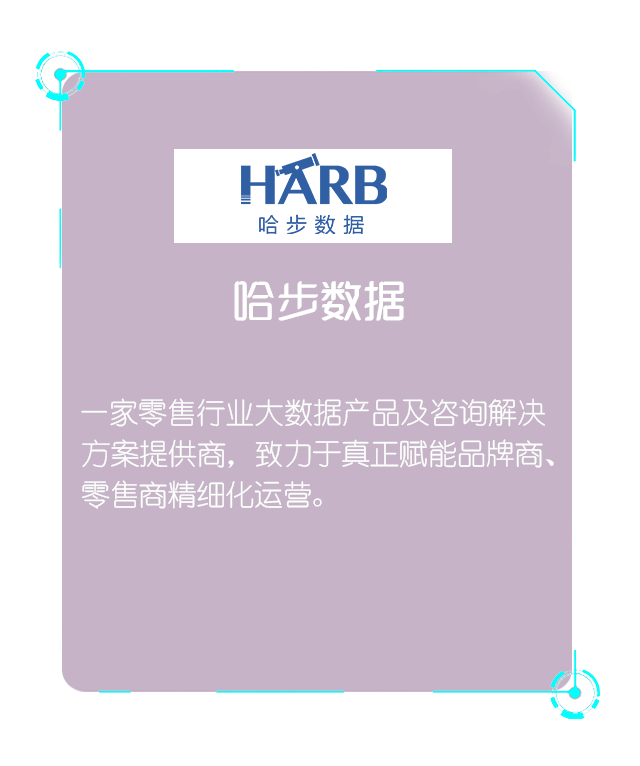 HARB
哈步数据
哈步数据
一家零售行业大数据产品及咨询解决
方案提供商，致力于真正赋能品牌商、
零售商精细化运营。